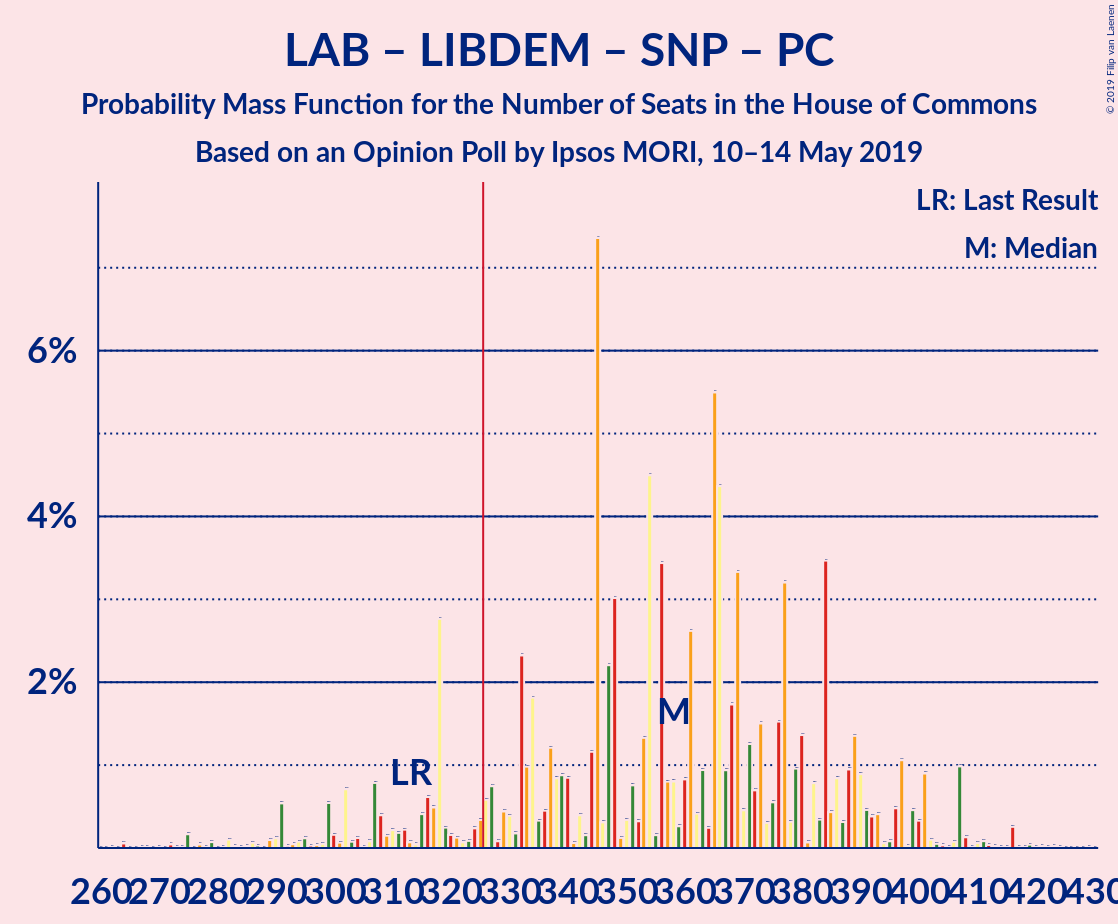 LAB – LIBDEM – SNP – PC
Probability Mass Function for the Number of Seats in the House of Commons
Based on an Opinion Poll by Ipsos MORI, 10–14 May 2019
© 2019 Filip van Laenen
LR: Last Result
M: Median
6%
4%
2%
LR
M
260 270 280 290 300 310 320 330 340 350 360 370 380 390 400 410 420 430